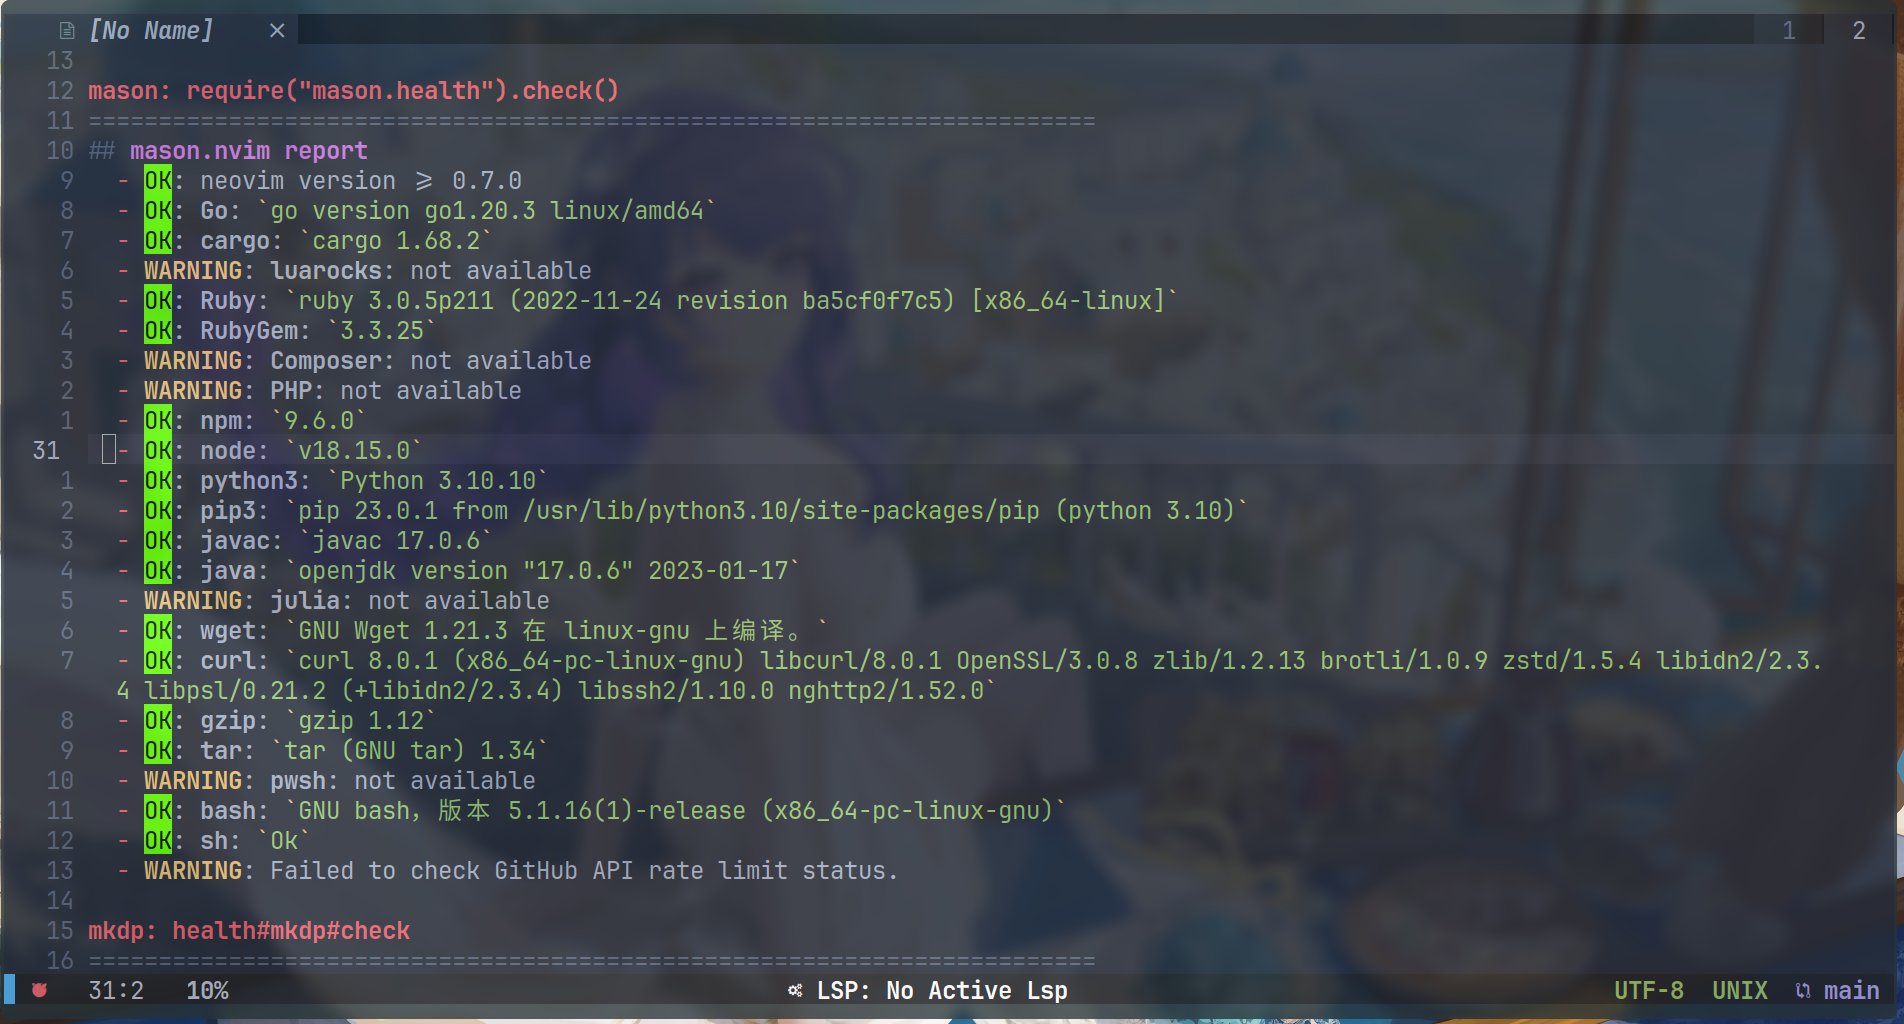 [No Name] × 1 2
13
12 mason: require("mason.health").check()
11 ========================================================================
10 ## mason.nvim report
9 - OK: neovim version >= 0.7.0
8 - OK: Go: `go version go1.20.3 linux/amd64`
7 - OK: cargo: `cargo 1.68.2`
6 - WARNING: luarocks: not available
5 - OK: Ruby: `ruby 3.0.5p211 (2022-11-24 revision ba5cf0f7c5) [x86_64-linux]`
4 - OK: RubyGem: `3.3.25`
3 - WARNING: Composer: not available
2 - WARNING: PHP: not available
1 - OK: npm: `9.6.0`
31 - OK: node: `v18.15.0`
1 - OK: python3: `Python 3.10.10`
2 - OK: pip3: `pip 23.0.1 from /usr/lib/python3.10/site-packages/pip (python 3.10)`
3 - OK: javac: `javac 17.0.6`
4 - OK: java: `openjdk version "17.0.6" 2023-01-17`
5 - WARNING: julia: not available
6 - OK: wget: `GNU Wget 1.21.3 在 linux-gnu 上编译。`
7 - OK: curl: `curl 8.0.1 (x86_64-pc-linux-gnu) libcurl/8.0.1 OpenSSL/3.0.8 zlib/1.2.13 brotli/1.0.9 zstd/1.5.4 libidn2/2.3.
4 libpsl/0.21.2 (+libidn2/2.3.4) libssh2/1.10.0 nghttp2/1.52.0`
8 - OK: gzip: `gzip 1.12`
9 - OK: tar: `tar (GNU tar) 1.34`
10 - WARNING: pwsh: not available
11 - OK: bash: `GNU bash，版本 5.1.16(1)-release (x86_64-pc-linux-gnu)`
12 - OK: sh: `Ok`
13 - WARNING: Failed to check GitHub API rate limit status.
14
15 mkdp: health#mkdp#check
16 ========================================================================
31:2 10% LSP: No Active Lsp UTF-8 UNIX main